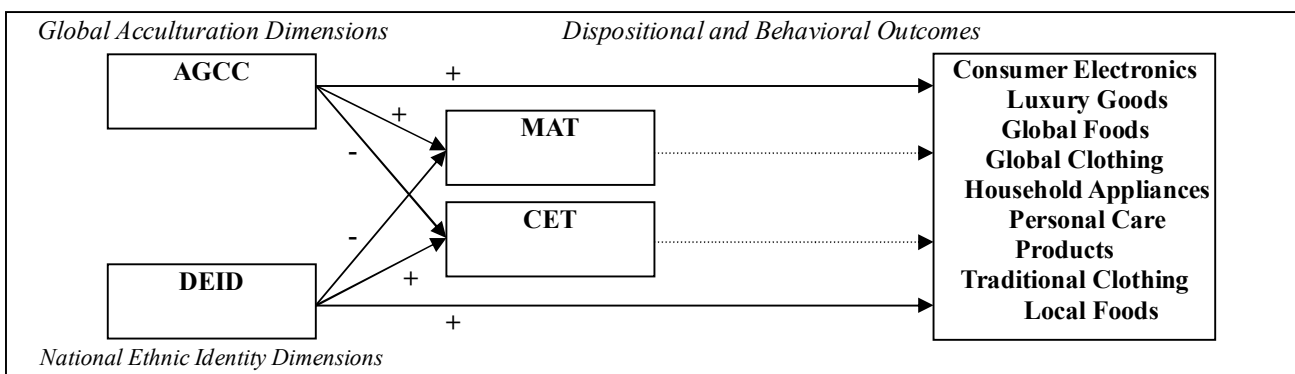 Global Acculturation Dimensions
Dispositional and Behavioral Outcomes
AGCC
+
+
-
MAT
CET
-
+
DEID
+
Consumer Electronics
Luxury Goods
Global Foods
Global Clothing
Household Appliances
Personal Care
Products
Traditional Clothing
Local Foods
National Ethnic Identity Dimensions